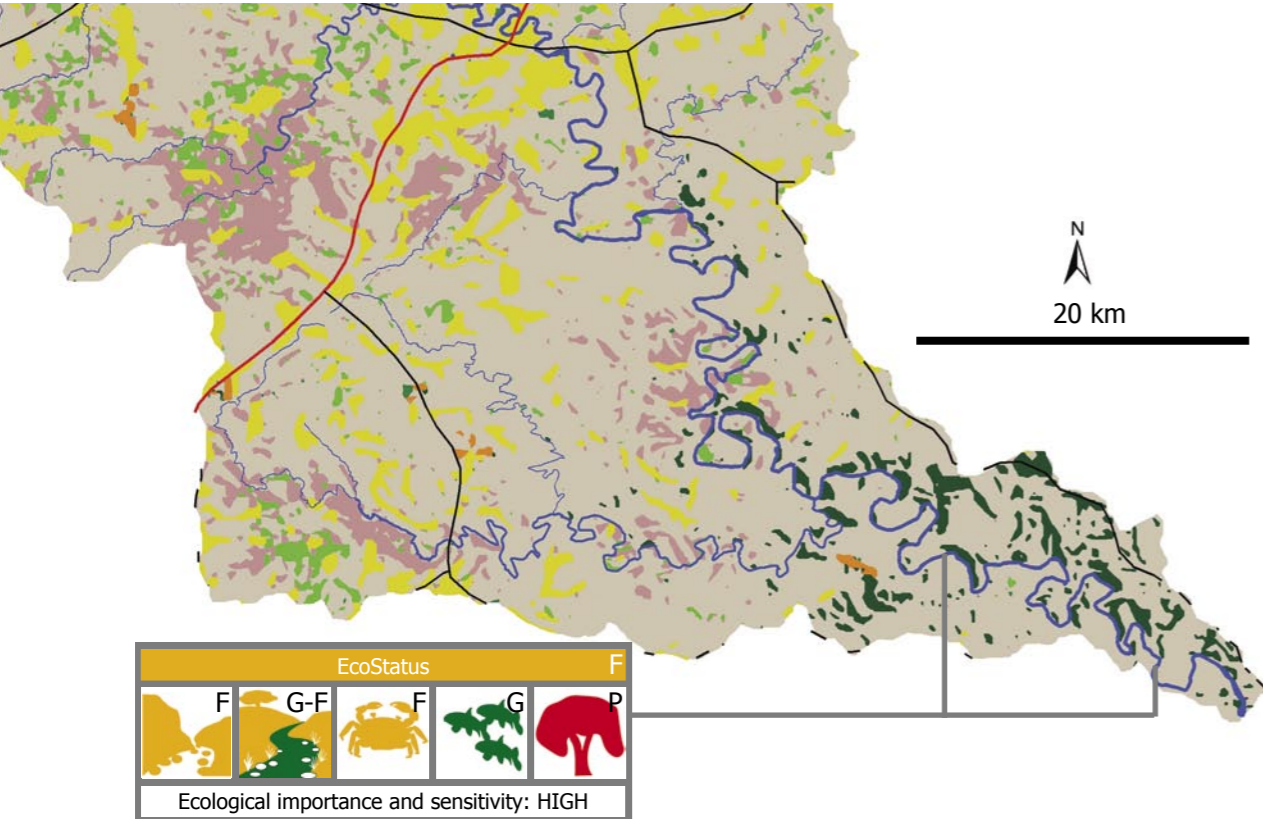 N
20 km
EcoStatus F
F G-F F G P
Ecological importance and sensitivity: HIGH